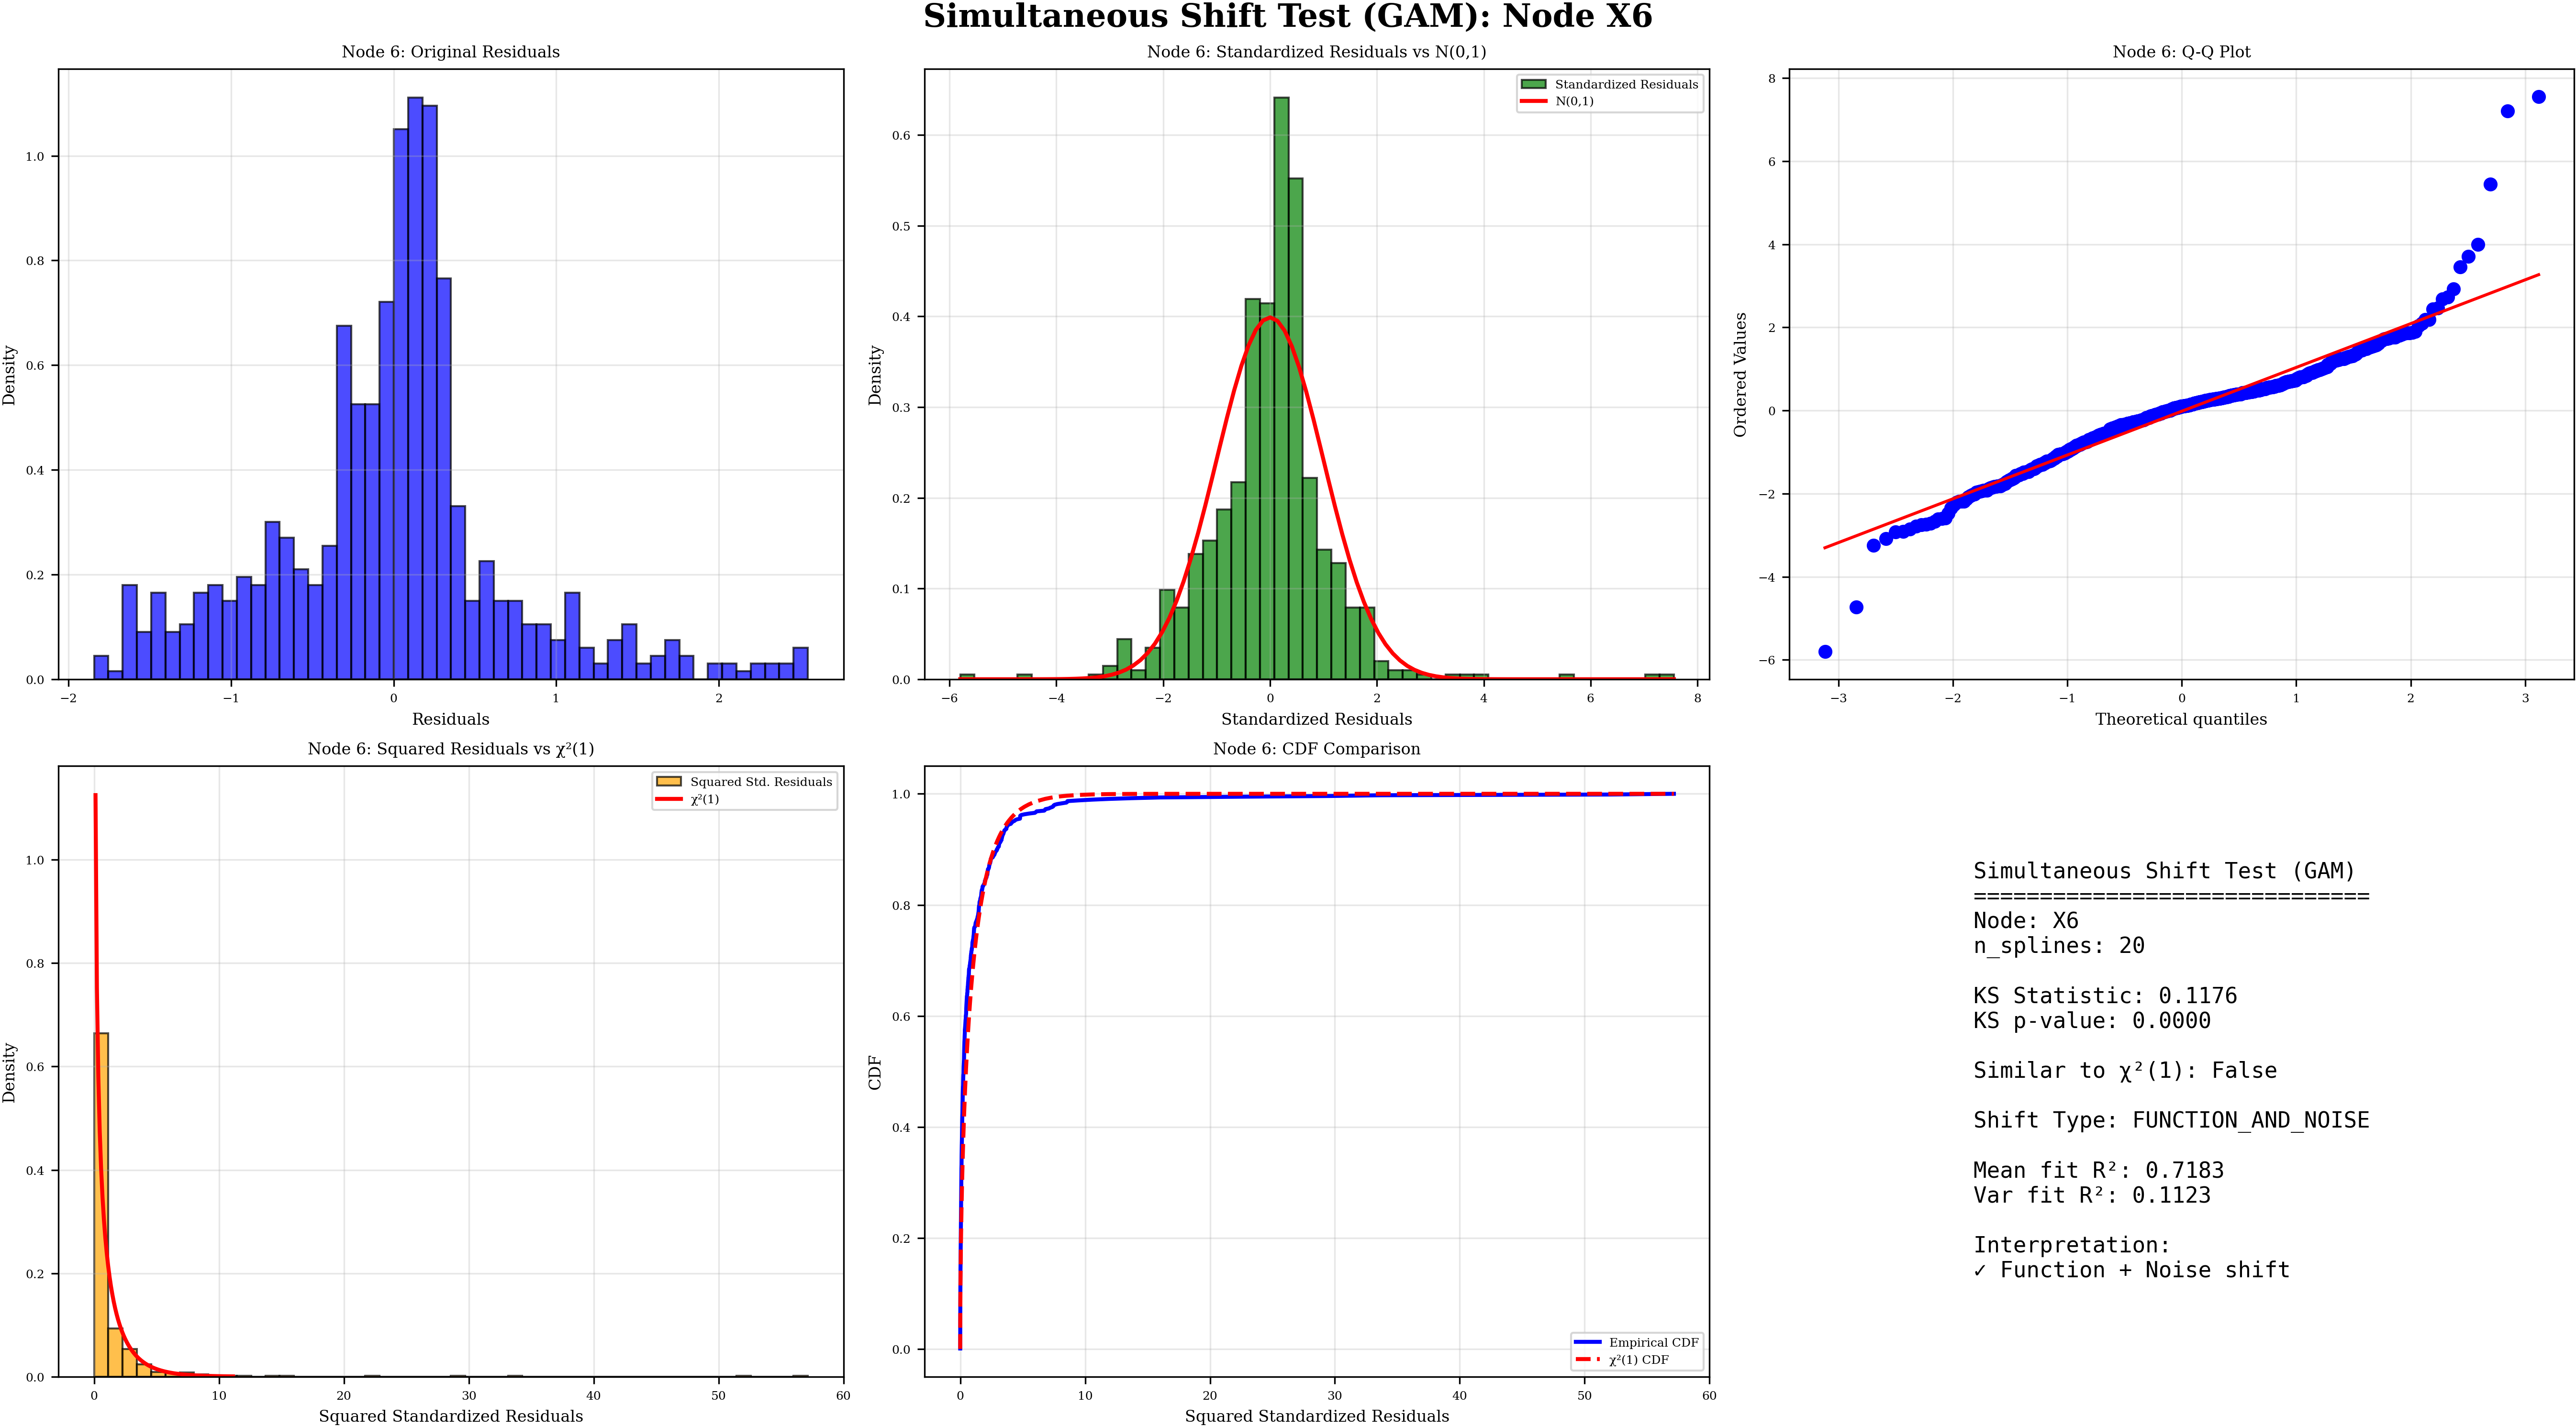 Simultaneous Shift Test (GAM): Node X6
Node 6: Original Residuals
Density
0.0
0.2
0.4
0.6
0.8
1.0
−2
−1
0
1
2
Residuals
Node 6: Standardized Residuals vs N(0,1)
Standardized Residuals
N(0,1)
Density
0.0
0.1
0.2
0.3
0.4
0.5
0.6
−6
−4
−2
0
2
4
6
8
Standardized Residuals
Node 6: Q-Q Plot
Ordered Values
8
6
4
2
0
−2
−4
−6
−3
−2
−1
0
1
2
3
Theoretical quantiles
Node 6: Squared Residuals vs χ²(1)
Squared Std. Residuals
χ²(1)
Density
0.0
0.2
0.4
0.6
0.8
1.0
0
10
20
30
40
50
60
Squared Standardized Residuals
Node 6: CDF Comparison
CDF
0.0
0.2
0.4
0.6
0.8
1.0
0
10
20
30
40
50
60
Squared Standardized Residuals
Empirical CDF
χ²(1) CDF
Simultaneous Shift Test (GAM)
==============================
Node: X6
n_splines: 20
KS Statistic: 0.1176
KS p-value: 0.0000
Similar to χ²(1): False
Shift Type: FUNCTION_AND_NOISE
Mean fit R²: 0.7183
Var fit R²: 0.1123
Interpretation:
✓ Function + Noise shift